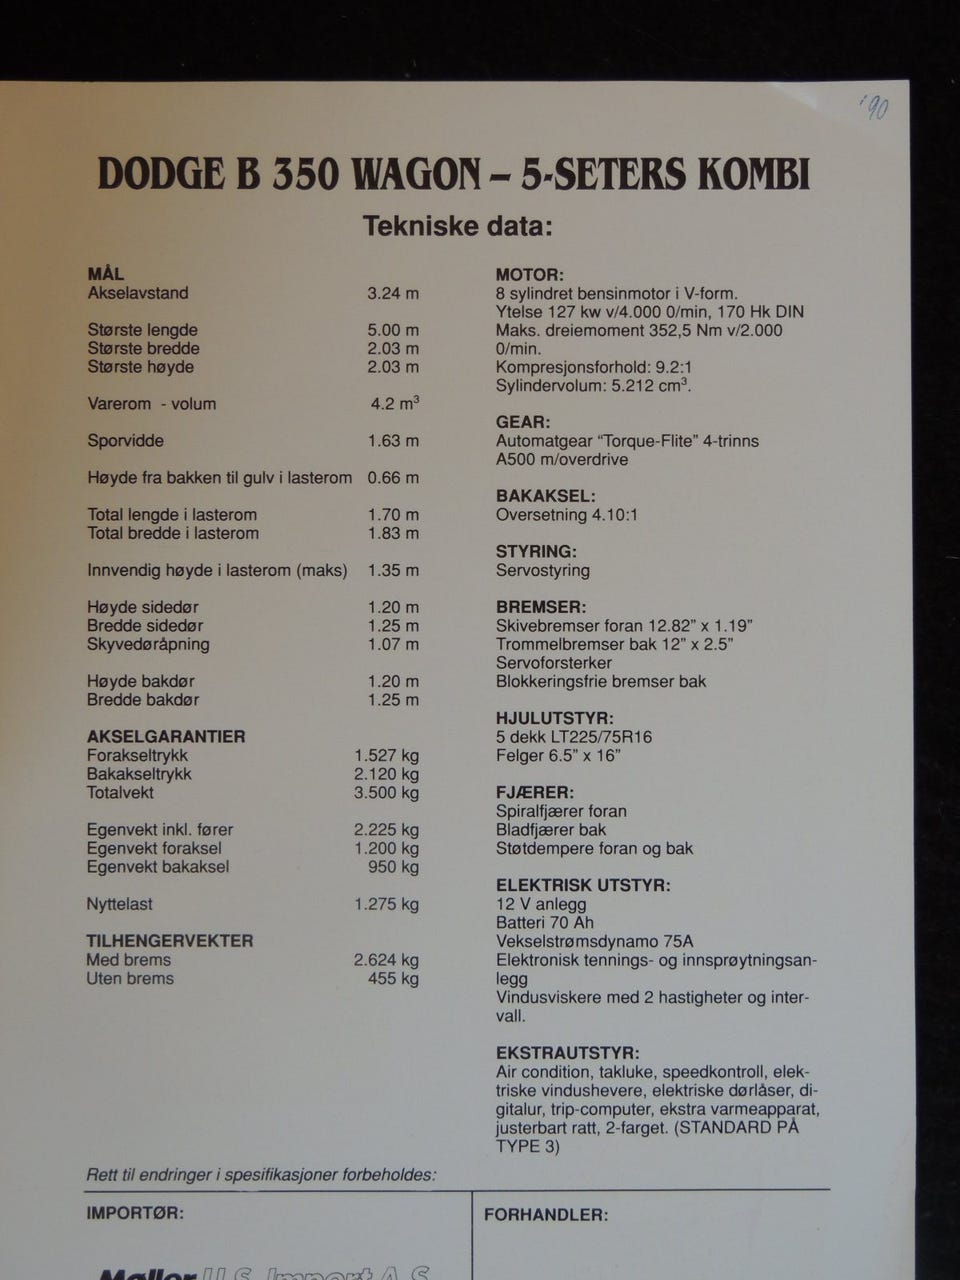 '90
DODGE B 350 WAGON – 5-SETERS KOMBI
Tekniske data:
MÅL
Akselavstand 3.24 m
Største lengde 5.00 m
Største bredde 2.03 m
Største høyde 2.03 m
Varerom - volum 4.2 m³
Sporvidde 1.63 m
Høyde fra bakken til gulv i lasterom 0.66 m
Total lengde i lasterom 1.70 m
Total bredde i lasterom 1.83 m
Innvendig høyde i lasterom (maks) 1.35 m
Høyde sidedør 1.20 m
Bredde sidedør 1.25 m
Skyvedøråpning 1.07 m
Høyde bakdør 1.20 m
Bredde bakdør 1.25 m
AKSELGARANTIER
Forakseltrykk 1.527 kg
Bakakseltrykk 2.120 kg
Totalvekt 3.500 kg
Egenvekt inkl. fører 2.225 kg
Egenvekt foraksel 1.200 kg
Egenvekt bakaksel 950 kg
Nyttelast 1.275 kg
TILHENGERVEKTER
Med brems 2.624 kg
Uten brems 455 kg
MOTOR:
8 sylindret bensinmotor i V-form.
Ytelse 127 kw v/4.000 0/min, 170 Hk DIN
Maks. dreiemoment 352,5 Nm v/2.000
0/min.
Kompresjonsforhold: 9.2:1
Sylindervolum: 5.212 cm³.
GEAR:
Automatgear “Torque-Flite” 4-trinns
A500 m/overdrive
BAKAKSEL:
Oversetning 4.10:1
STYRING:
Servostyring
BREMSER:
Skivebremser foran 12.82” x 1.19”
Trommelbremser bak 12” x 2.5”
Servoforsterker
Blokkeringsfrie bremser bak
HJULUTSTYR:
5 dekk LT225/75R16
Felger 6.5” x 16”
FJÆRER:
Spiralfjærer foran
Bladfjærer bak
Støtdempere foran og bak
ELEKTRISK UTSTYR:
12 V anlegg
Batteri 70 Ah
Vekselstrømsdynamo 75A
Elektronisk tennings- og innsprøytningsan-
legg
Vindusviskere med 2 hastigheter og inter-
vall.
EKSTRAUTSTYR:
Air condition, takluke, speedkontroll, elek-
triske vindushevere, elektriske dørlåser, di-
gitalur, trip-computer, ekstra varmeapparat,
justerbart ratt, 2-farget. (STANDARD PÅ
TYPE 3)
Rett til endringer i spesifikasjoner forbeholdes:
IMPORTØR:
FORHANDLER:
Møller U.S. Import A.S.